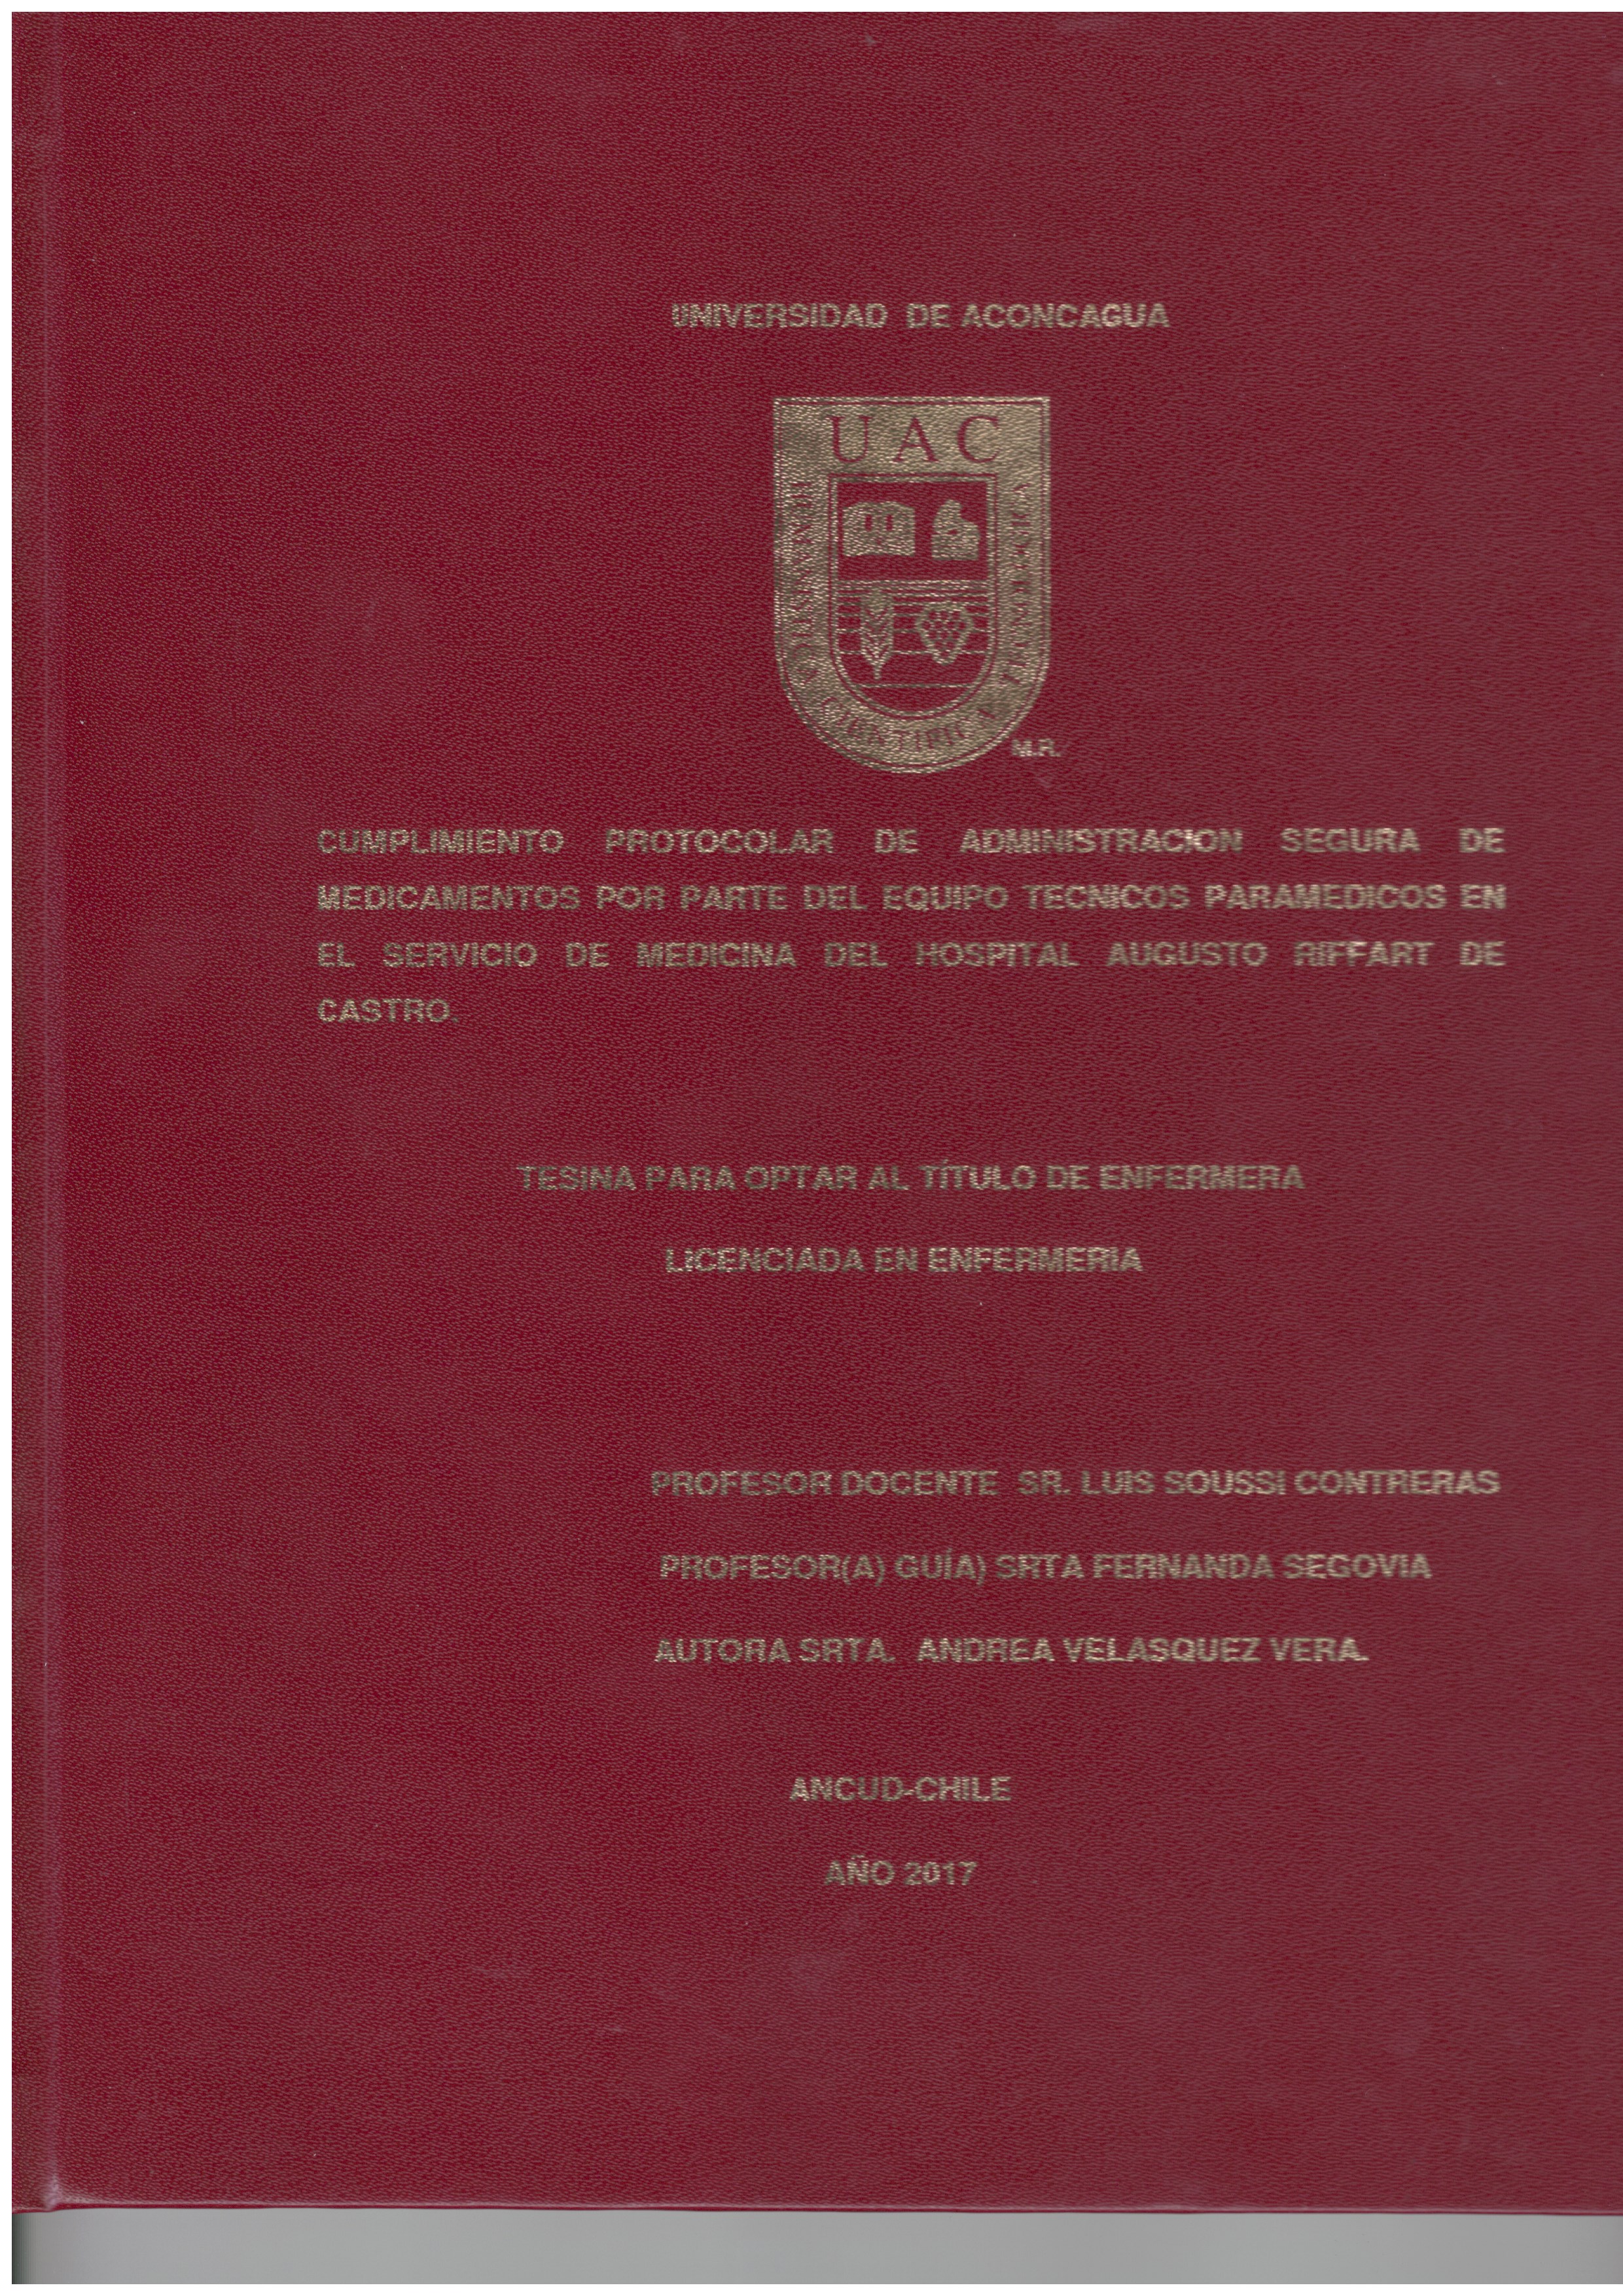 UNIVERSIDAD DE ACONCAGUA
UAC
HUMANISTICA CIENTIFICA Y TECNOLOGICA
M.R.
CUMPLIMIENTO PROTOCOLAR DE ADMINISTRACION SEGURA DE
MEDICAMENTOS POR PARTE DEL EQUIPO TECNICOS PARAMEDICOS EN
EL SERVICIO DE MEDICINA DEL HOSPITAL AUGUSTO RIFFART DE
CASTRO.
TESINA PARA OPTAR AL TÍTULO DE ENFERMERA
LICENCIADA EN ENFERMERIA
PROFESOR DOCENTE SR. LUIS SOUSSI CONTRERAS
PROFESOR(A) GUÍA) SRTA FERNANDA SEGOVIA
AUTORA SRTA. ANDREA VELASQUEZ VERA.
ANCUD-CHILE
AÑO 2017